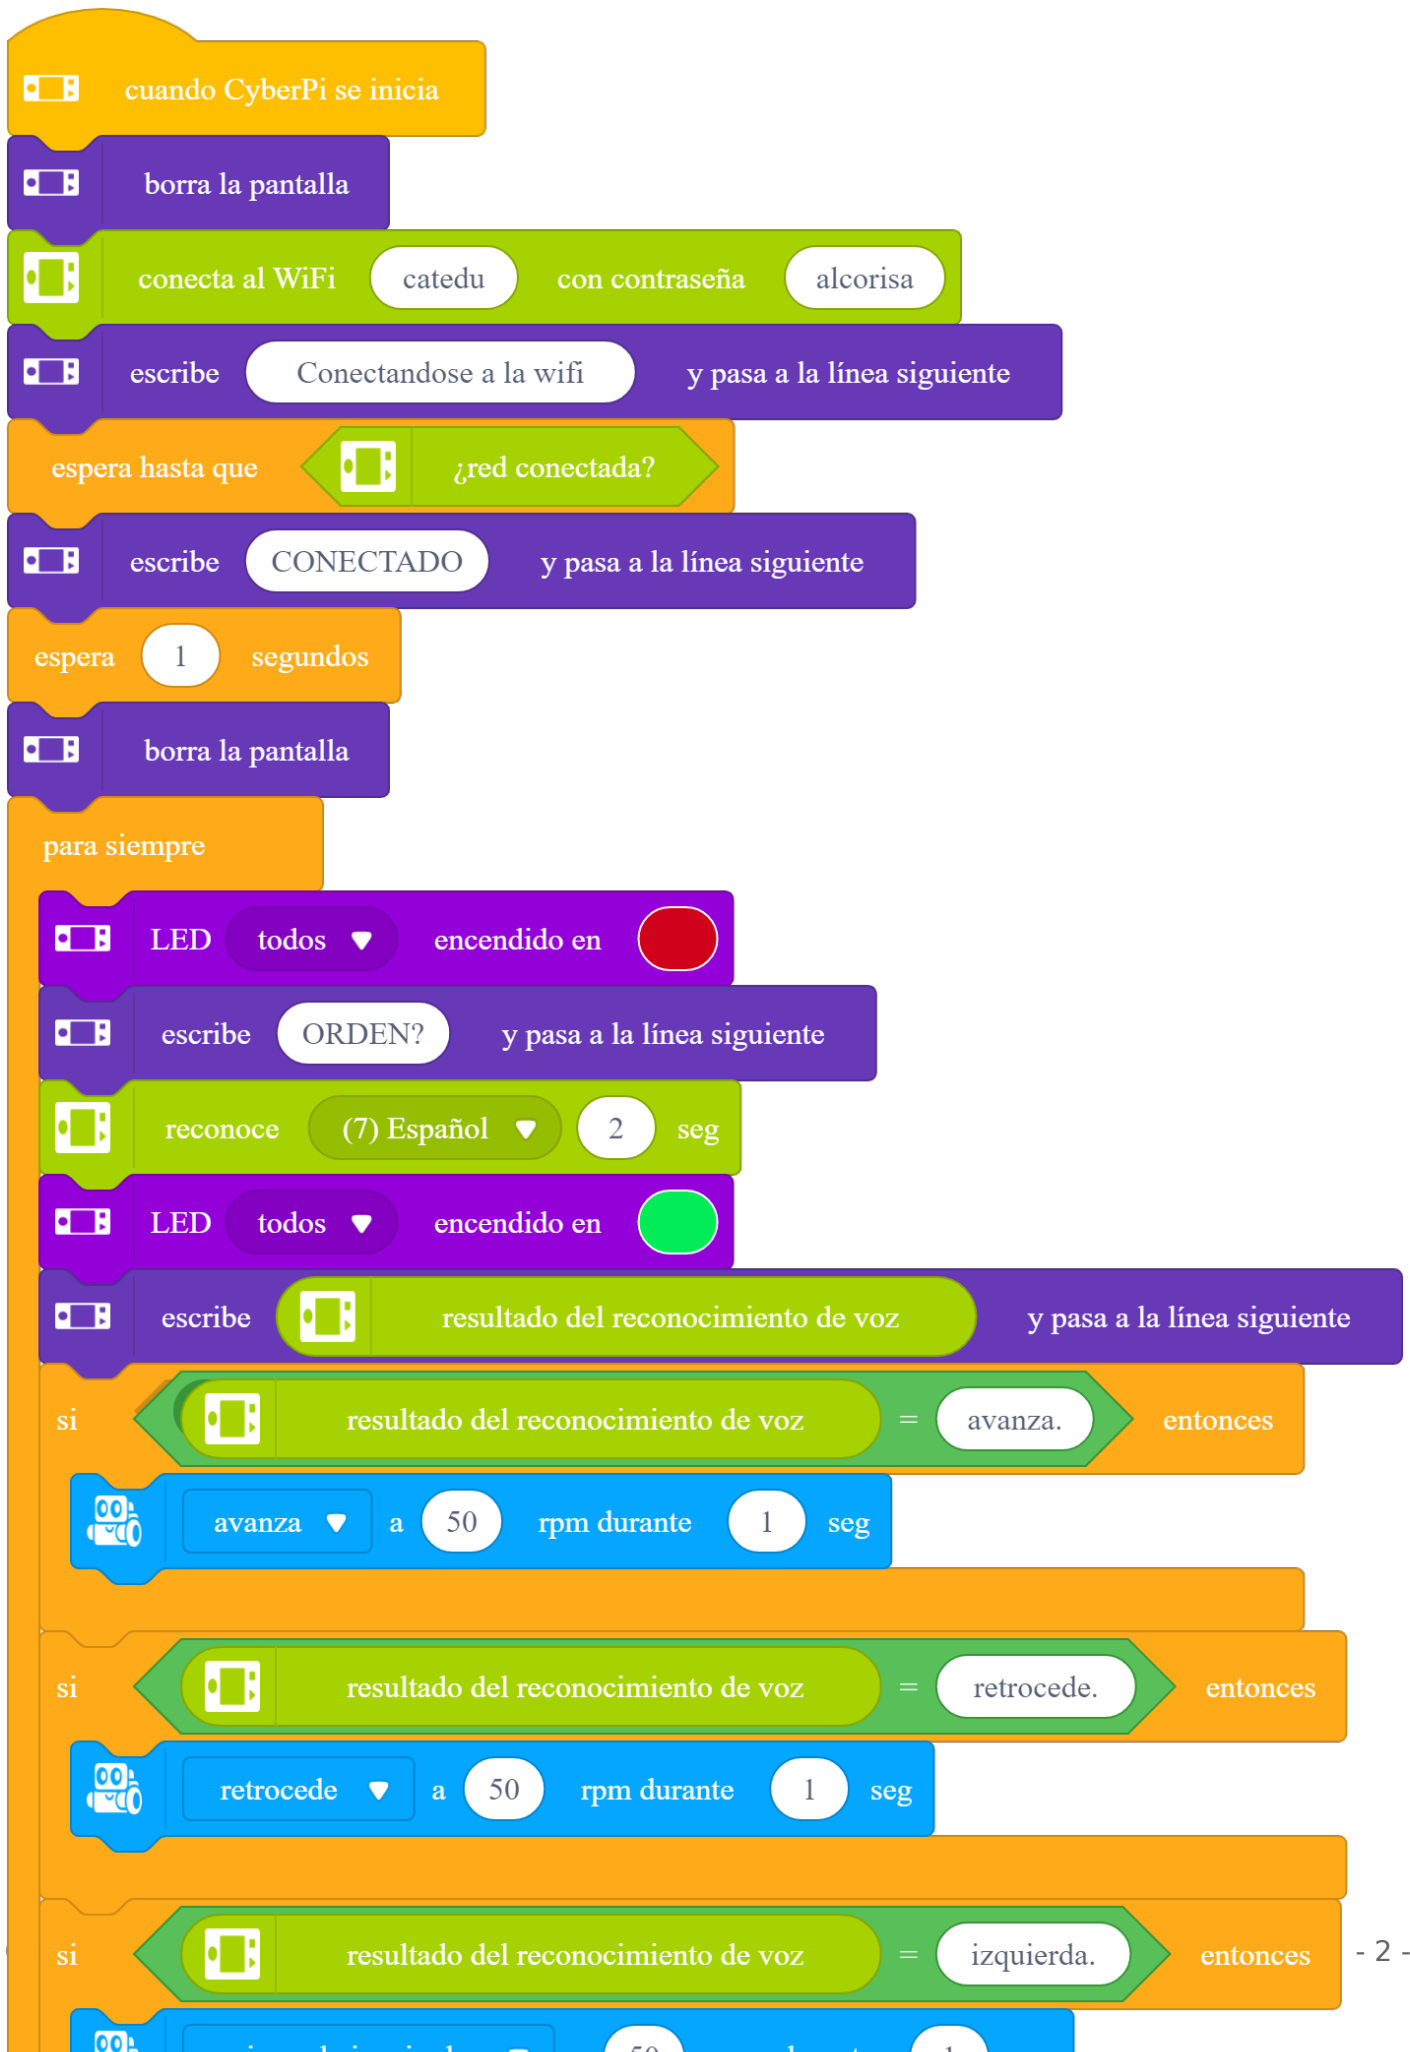 cuando CyberPi se inicia
borra la pantalla
conecta al WiFi catedu con contraseña alcorisa
escribe Conectandose a la wifi y pasa a la línea siguiente
espera hasta que ¿red conectada?
escribe CONECTADO y pasa a la línea siguiente
espera 1 segundos
borra la pantalla
para siempre
LED todos encendido en
escribe ORDEN? y pasa a la línea siguiente
reconoce (7) Español 2 seg
LED todos encendido en
escribe resultado del reconocimiento de voz y pasa a la línea siguiente
si resultado del reconocimiento de voz = avanza. entonces
avanza a 50 rpm durante 1 seg
si resultado del reconocimiento de voz = retrocede. entonces
retrocede a 50 rpm durante 1 seg
si resultado del reconocimiento de voz = izquierda. entonces
- 2 -